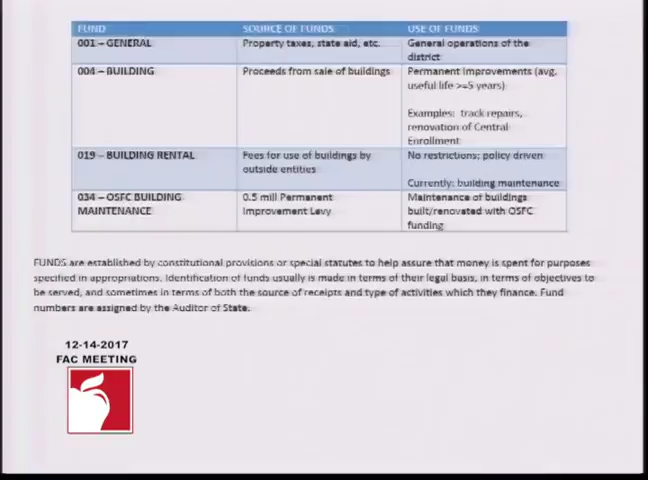 FUND SOURCE OF FUNDS USE OF FUNDS
001 – GENERAL Property taxes, state aid, etc. General operations of the
district
004 – BUILDING Proceeds from sale of buildings Permanent improvements (avg.
useful life >=5 years)
Examples: track repairs,
renovation of Central
Enrollment
019 – BUILDING RENTAL Fees for use of buildings by No restrictions; policy driven
outside entities
Currently: building maintenance
034 – OSFC BUILDING 0.5 mill Permanent Maintenance of buildings
MAINTENANCE Improvement Levy built/renovated with OSFC
funding
FUNDS are established by constitutional provisions or special statutes to help assure that money is spent for purposes
specified in appropriations. Identification of funds usually is made in terms of their legal basis, in terms of objectives to
be served, and sometimes in terms of both the source of receipts and type of activities which they finance. Fund
numbers are assigned by the Auditor of State.
12-14-2017
FAC MEETING